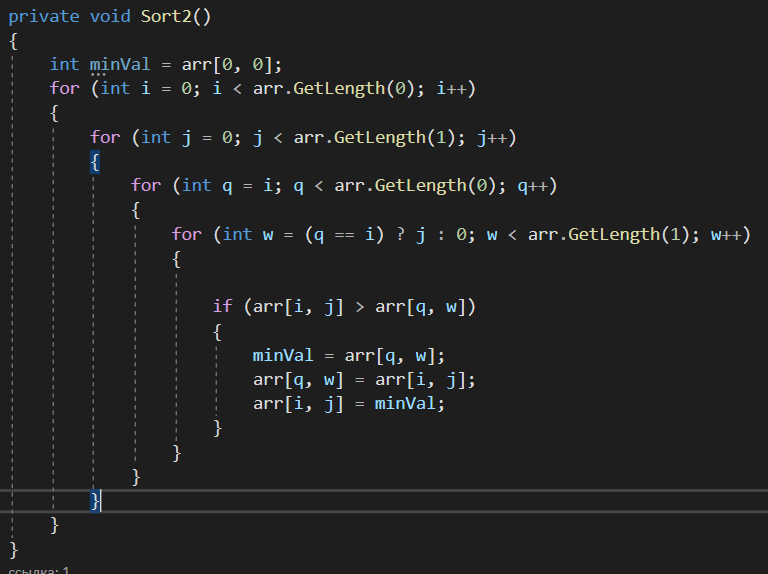 private void Sort2()
{
int minVal = arr[0, 0];
for (int i = 0; i < arr.GetLength(0); i++)
{
for (int j = 0; j < arr.GetLength(1); j++)
{
for (int q = i; q < arr.GetLength(0); q++)
{
for (int w = (q == i) ? j : 0; w < arr.GetLength(1); w++)
{
if (arr[i, j] > arr[q, w])
{
minVal = arr[q, w];
arr[q, w] = arr[i, j];
arr[i, j] = minVal;
}
}
}
}
}
}
ссылка: 1